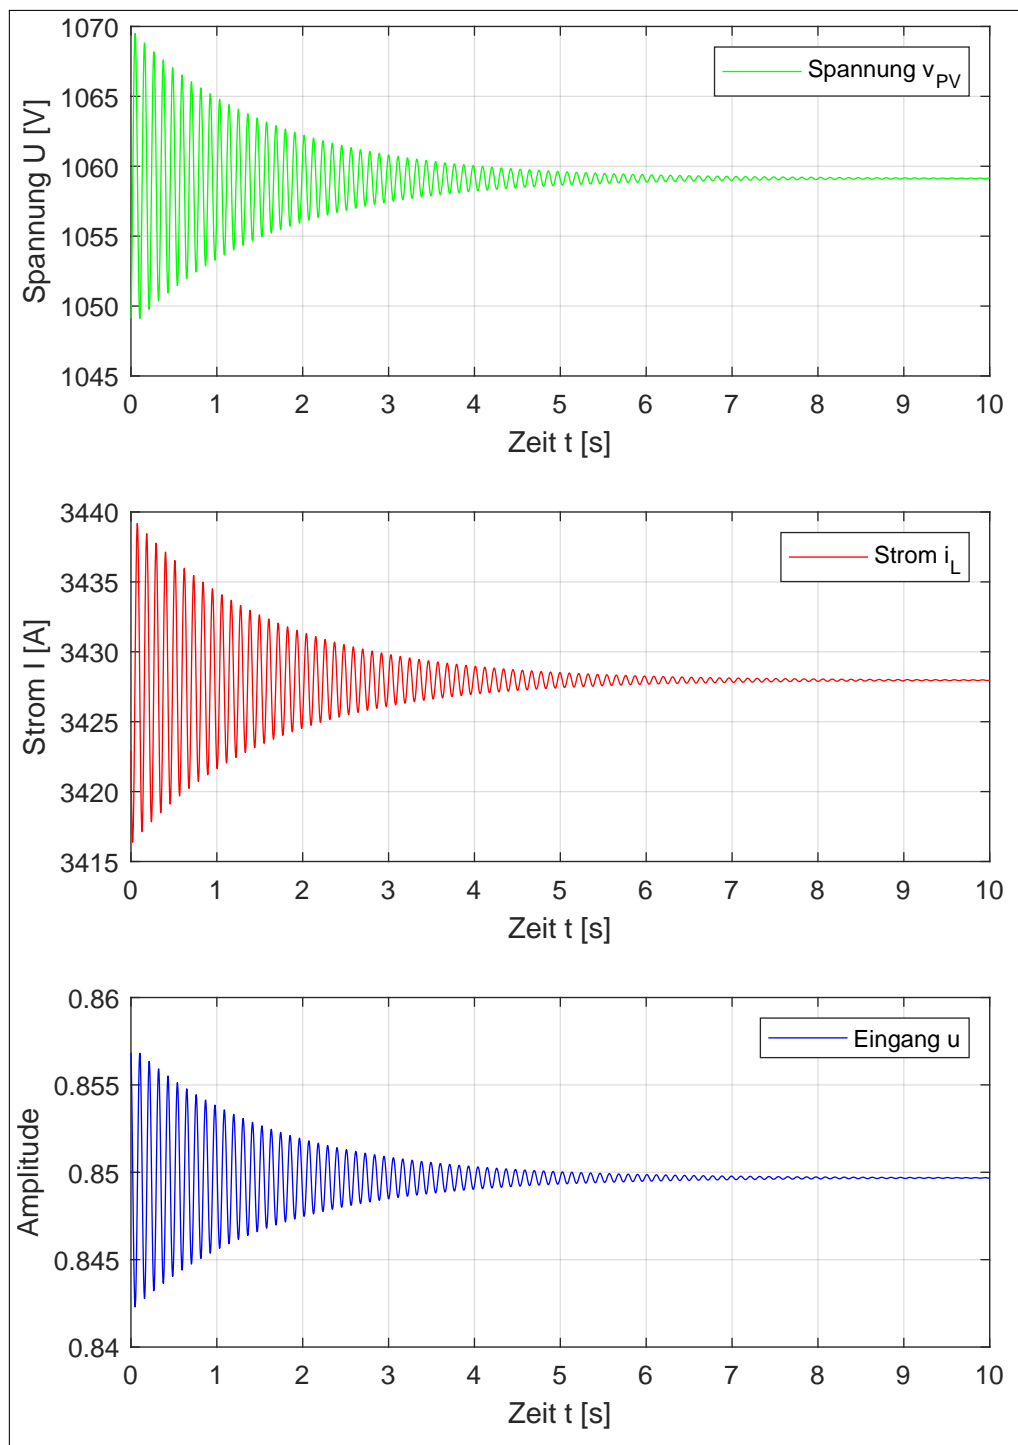 1070
1065
1060
1055
1050
1045
Spannung U [V]
Spannung v_PV
0 1 2 3 4 5 6 7 8 9 10
Zeit t [s]
3440
3435
3430
3425
3420
3415
Strom I [A]
Strom i_L
0 1 2 3 4 5 6 7 8 9 10
Zeit t [s]
0.86
0.855
0.85
0.845
0.84
Amplitude
Eingang u
0 1 2 3 4 5 6 7 8 9 10
Zeit t [s]